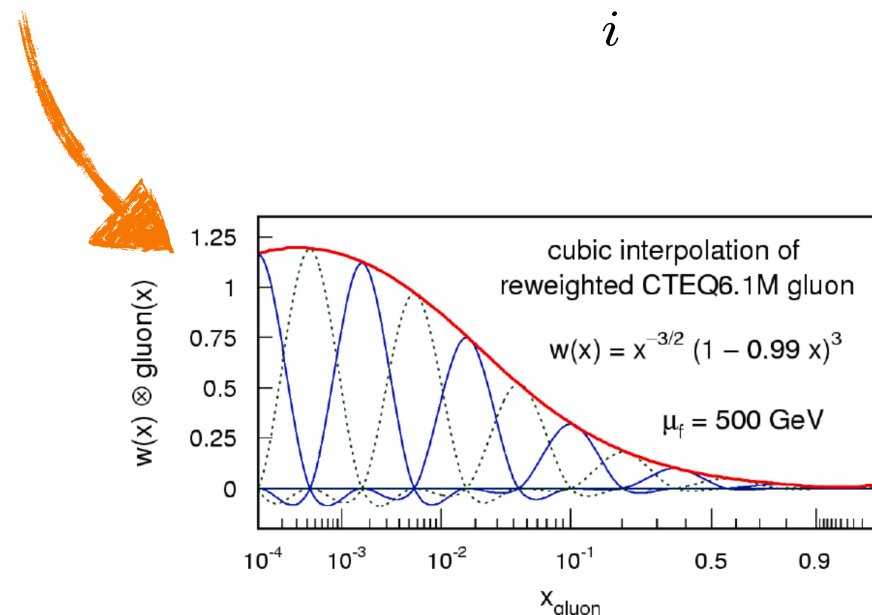 i
cubic interpolation of
reweighted CTEQ6.1M gluon
w(x) = x^{-3/2} (1 – 0.99 x)^3
μ_f = 500 GeV
w(x) ⊗ gluon(x)
1.25
1
0.75
0.5
0.25
0
10^{-4} 10^{-3} 10^{-2} 10^{-1} 0.5 0.9
x_{gluon}